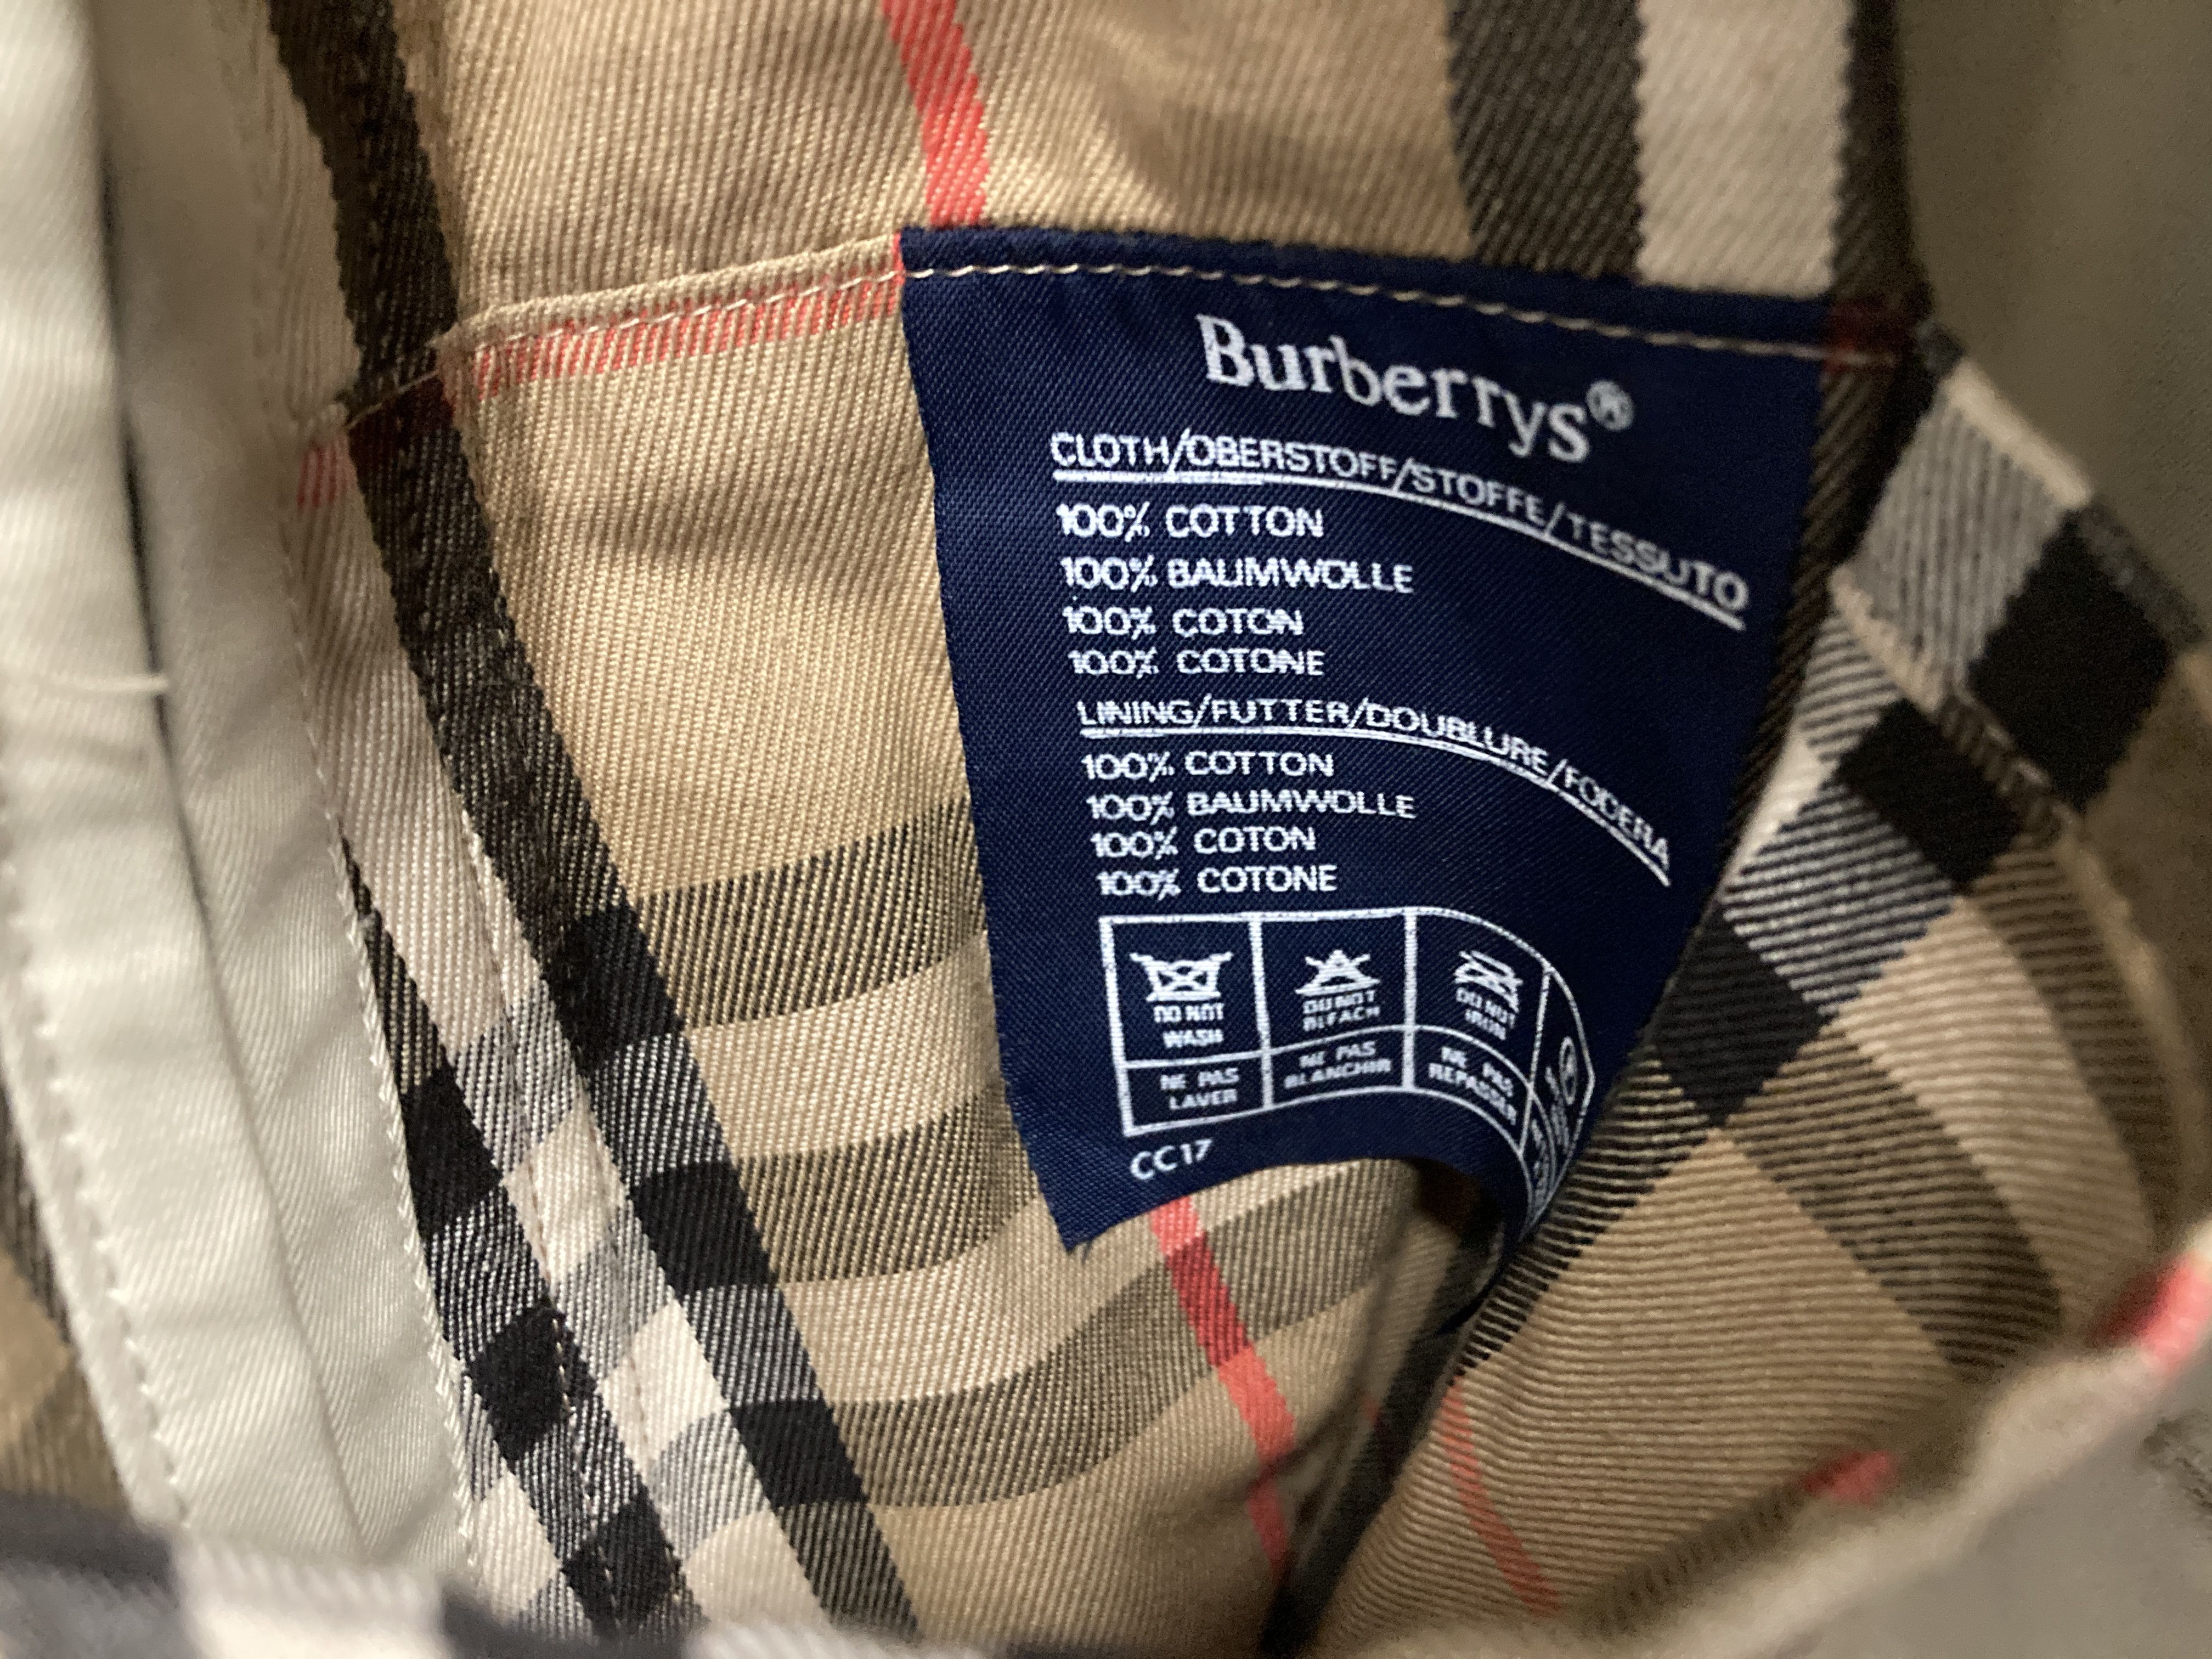 Burberrys®
CLOTH/OBERSTOFF/STOFFE/TESSUTO
100% COTTON
100% BAUMWOLLE
100% COTON
100% COTONE
LINING/FUTTER/DOUBLURE/FODERA
100% COTTON
100% BAUMWOLLE
100% COTON
100% COTONE
DO NOT WASH
DO NOT BLEACH
DO NOT IRON
NE PAS LAVER
NE PAS BLANCHIR
NE PAS REPASSER
CC17